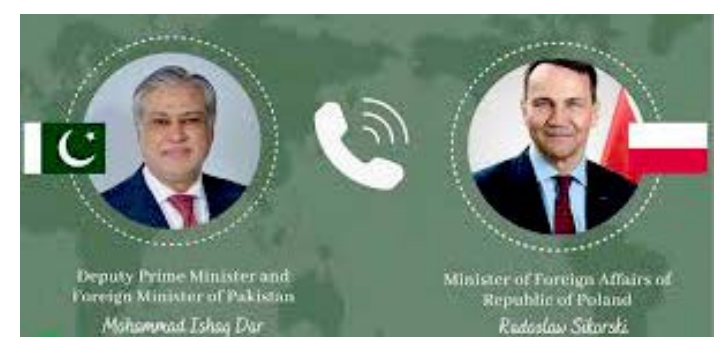 Deputy Prime Minister and
Foreign Minister of Pakistan
Mohammad Ishaq Dar
Minister of Foreign Affairs of
Republic of Poland
Radoslaw Sikorski